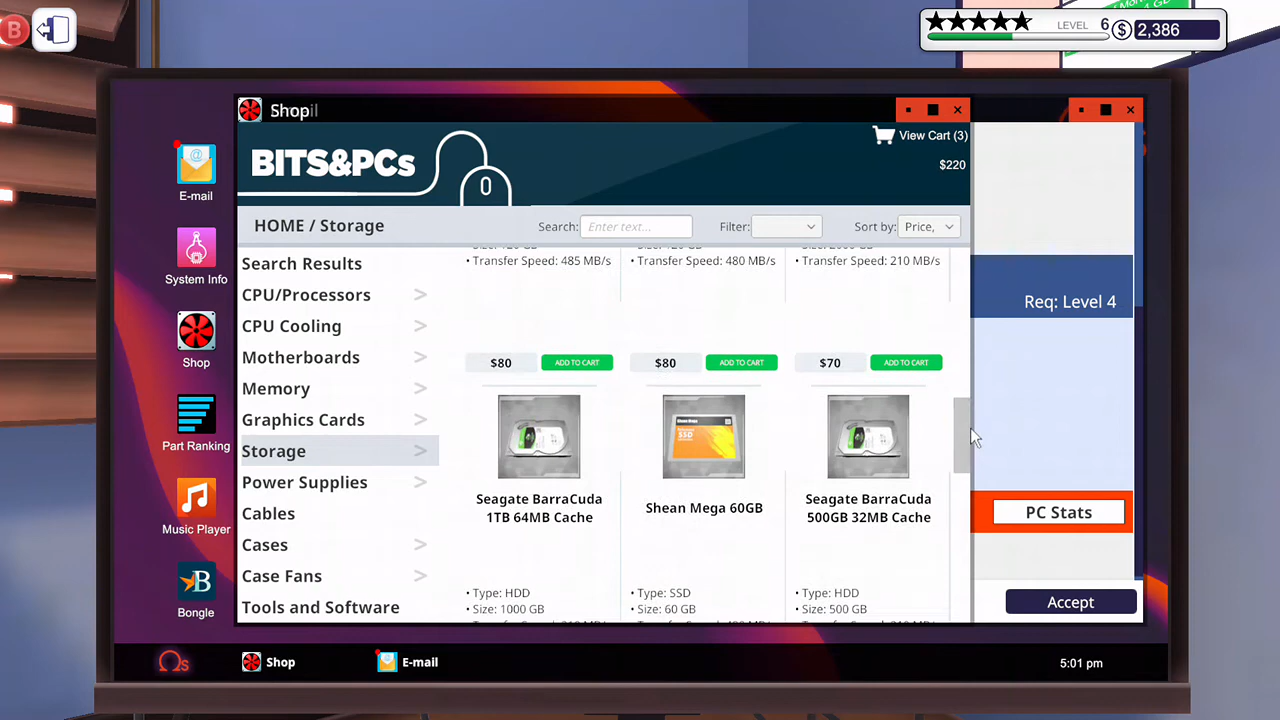 B
LEVEL 6 $ 2,386
Shop
View Cart (3)
BITS&PCs
$220
HOME / Storage
Search: Enter text...
Filter:
Sort by: Price,
E-mail
System Info
Shop
Part Ranking
Music Player
Bongle
Search Results
CPU/Processors >
CPU Cooling >
Motherboards >
Memory >
Graphics Cards >
Storage >
Power Supplies >
Cables
Cases >
Case Fans >
Tools and Software
• Transfer Speed: 485 MB/s
• Transfer Speed: 480 MB/s
• Transfer Speed: 210 MB/s
$80 ADD TO CART
$80 ADD TO CART
$70 ADD TO CART
Seagate BarraCuda
1TB 64MB Cache
Shean Mega 60GB
Seagate BarraCuda
500GB 32MB Cache
• Type: HDD
• Size: 1000 GB
• Type: SSD
• Size: 60 GB
• Type: HDD
• Size: 500 GB
Req: Level 4
PC Stats
Accept
Ωs
Shop
E-mail
5:01 pm